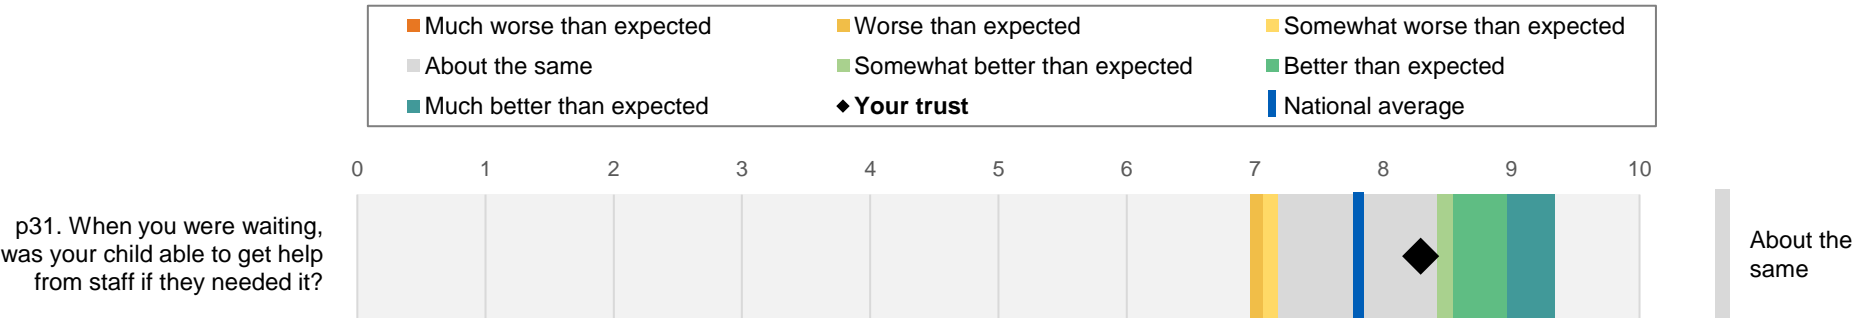 Much worse than expected
Worse than expected
Somewhat worse than expected
About the same
Somewhat better than expected
Better than expected
Much better than expected
Your trust
National average
0 1 2 3 4 5 6 7 8 9 10
p31. When you were waiting,
was your child able to get help
from staff if they needed it?
About the
same